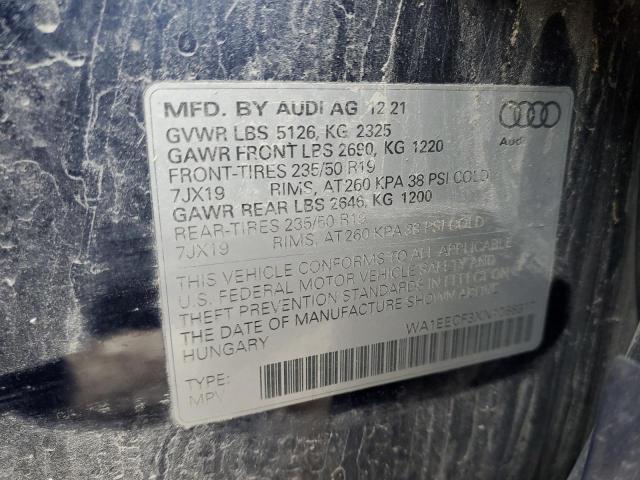 MFD. BY AUDI AG 12 21
GVWR LBS 5126, KG 2325
GAWR FRONT LBS 2690, KG 1220
FRONT-TIRES 235/50 R19
7JX19 RIMS, AT 260 KPA 38 PSI COLD
GAWR REAR LBS 2646, KG 1200
REAR-TIRES 235/50 R19
7JX19 RIMS, AT 260 KPA 38 PSI COLD
THIS VEHICLE CONFORMS TO ALL APPLICABLE
U.S. FEDERAL MOTOR VEHICLE SAFETY AND
THEFT PREVENTION STANDARDS IN EFFECT ON
THE DATE OF MANUFACTURE SHOWN ABOVE
HUNGARY
TYPE:
MPV
Audi